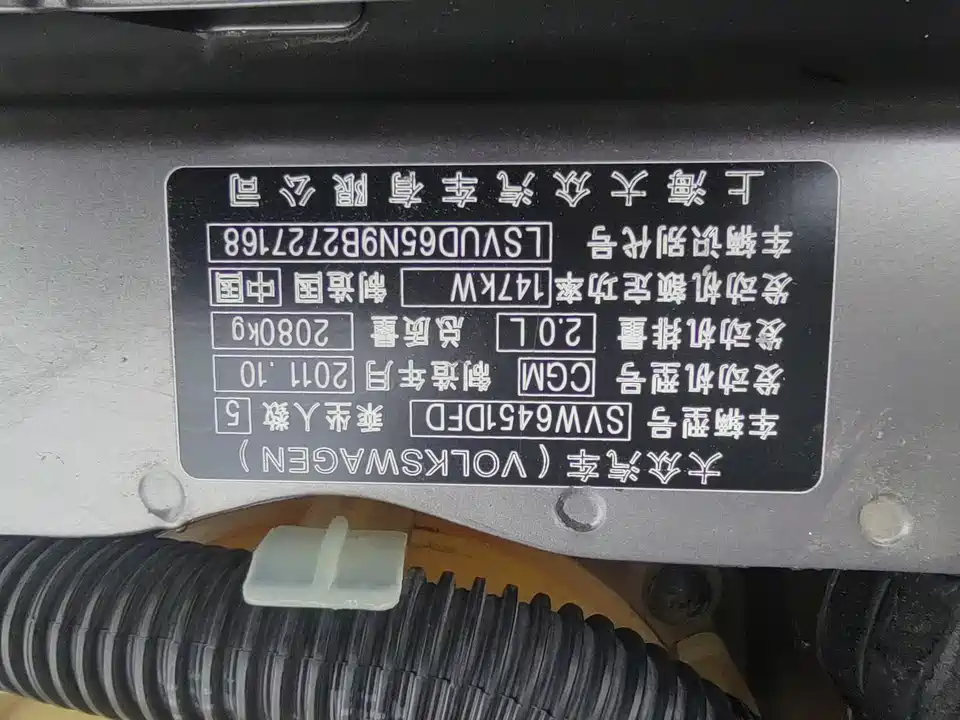 大众汽车(VOLKSWAGEN)
车辆型号 SVW6451DFD 乘坐人数 5
发动机型号 CGM 制造年月 2011.10
发动机排量 2.0L 总质量 2080kg
发动机额定功率 147kW 制造国 中国
车辆识别代号 LSVUD65N9B2727168
上海大众汽车有限公司